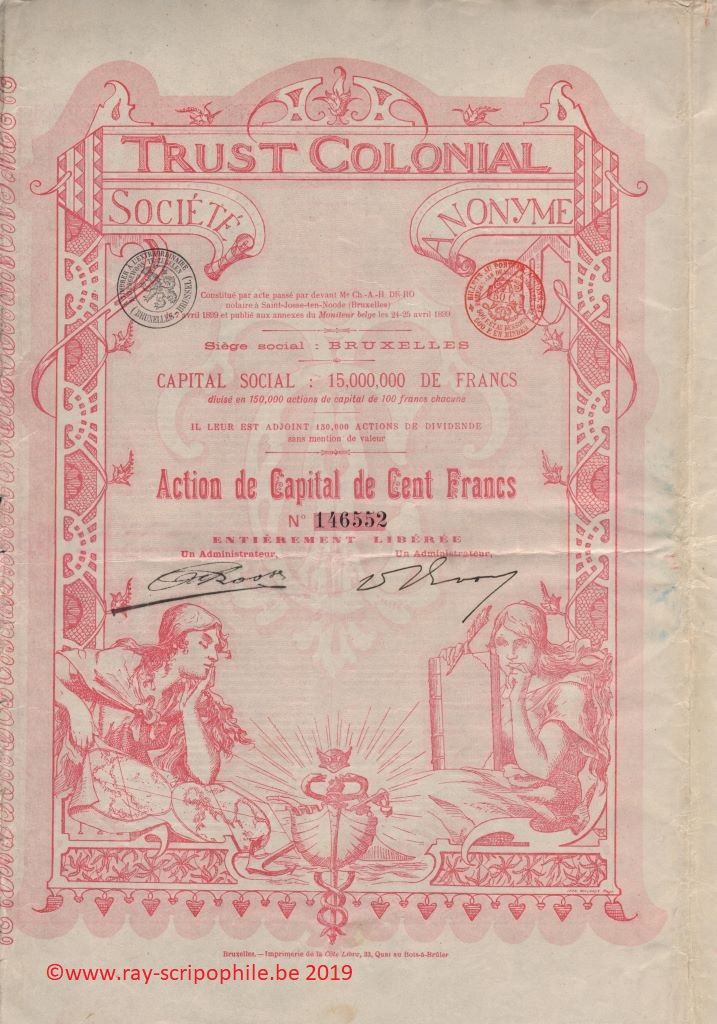 TRUST COLONIAL
SOCIÉTÉ ANONYME
Constitué par acte passé par devant Me Ch.-A.-H. DE RO
notaire à Saint-Josse-ten-Noode (Bruxelles)
avril 1899 et publié aux annexes du Moniteur belge les 24-25 avril 1899
Siège social : BRUXELLES
CAPITAL SOCIAL : 15,000,000 DE FRANCS
divisé en 150,000 actions de capital de 100 francs chacune
IL LEUR EST ADJOINT 150,000 ACTIONS DE DIVIDENDE
sans mention de valeur
Action de Capital de Cent Francs
No 146552
ENTIÈREMENT LIBÉRÉE
Un Administrateur, Un Administrateur,
Bruxelles. — Imprimerie de la Côte Libre, 33, Quai au Bois-à-Brûler
©www.ray-scripophile.be 2019